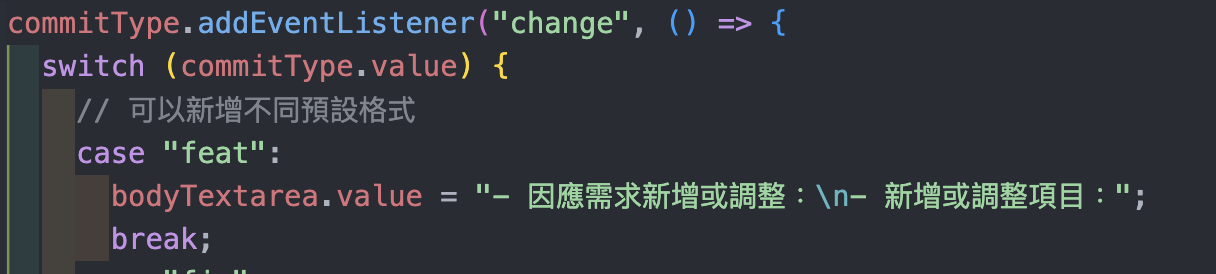 commitType.addEventListener("change", () => {
switch (commitType.value) {
// 可以新增不同預設格式
case "feat":
bodyTextarea.value = "- 因應需求新增或調整：\n- 新增或調整項目：";
break;